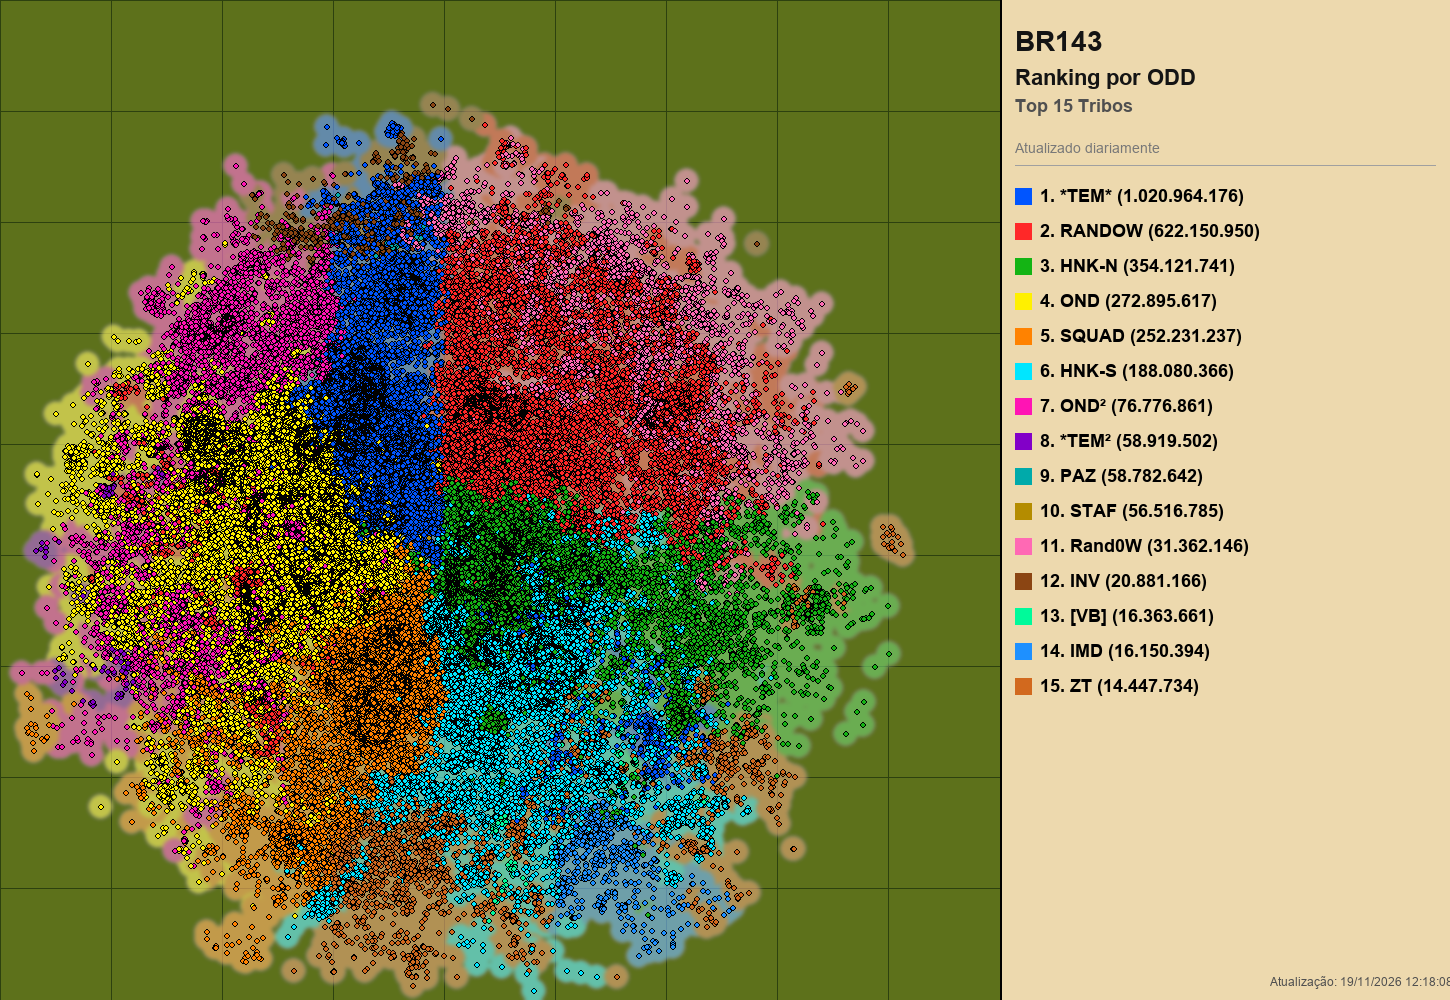 BR143
Ranking por ODD
Top 15 Tribos
Atualizado diariamente
1. *TEM* (1.020.964.176)
2. RANDOW (622.150.950)
3. HNK-N (354.121.741)
4. OND (272.895.617)
5. SQUAD (252.231.237)
6. HNK-S (188.080.366)
7. OND² (76.776.861)
8. *TEM² (58.919.502)
9. PAZ (58.782.642)
10. STAF (56.516.785)
11. Rand0W (31.362.146)
12. INV (20.881.166)
13. [VB] (16.363.661)
14. IMD (16.150.394)
15. ZT (14.447.734)
Atualização: 19/11/2026 12:18:08